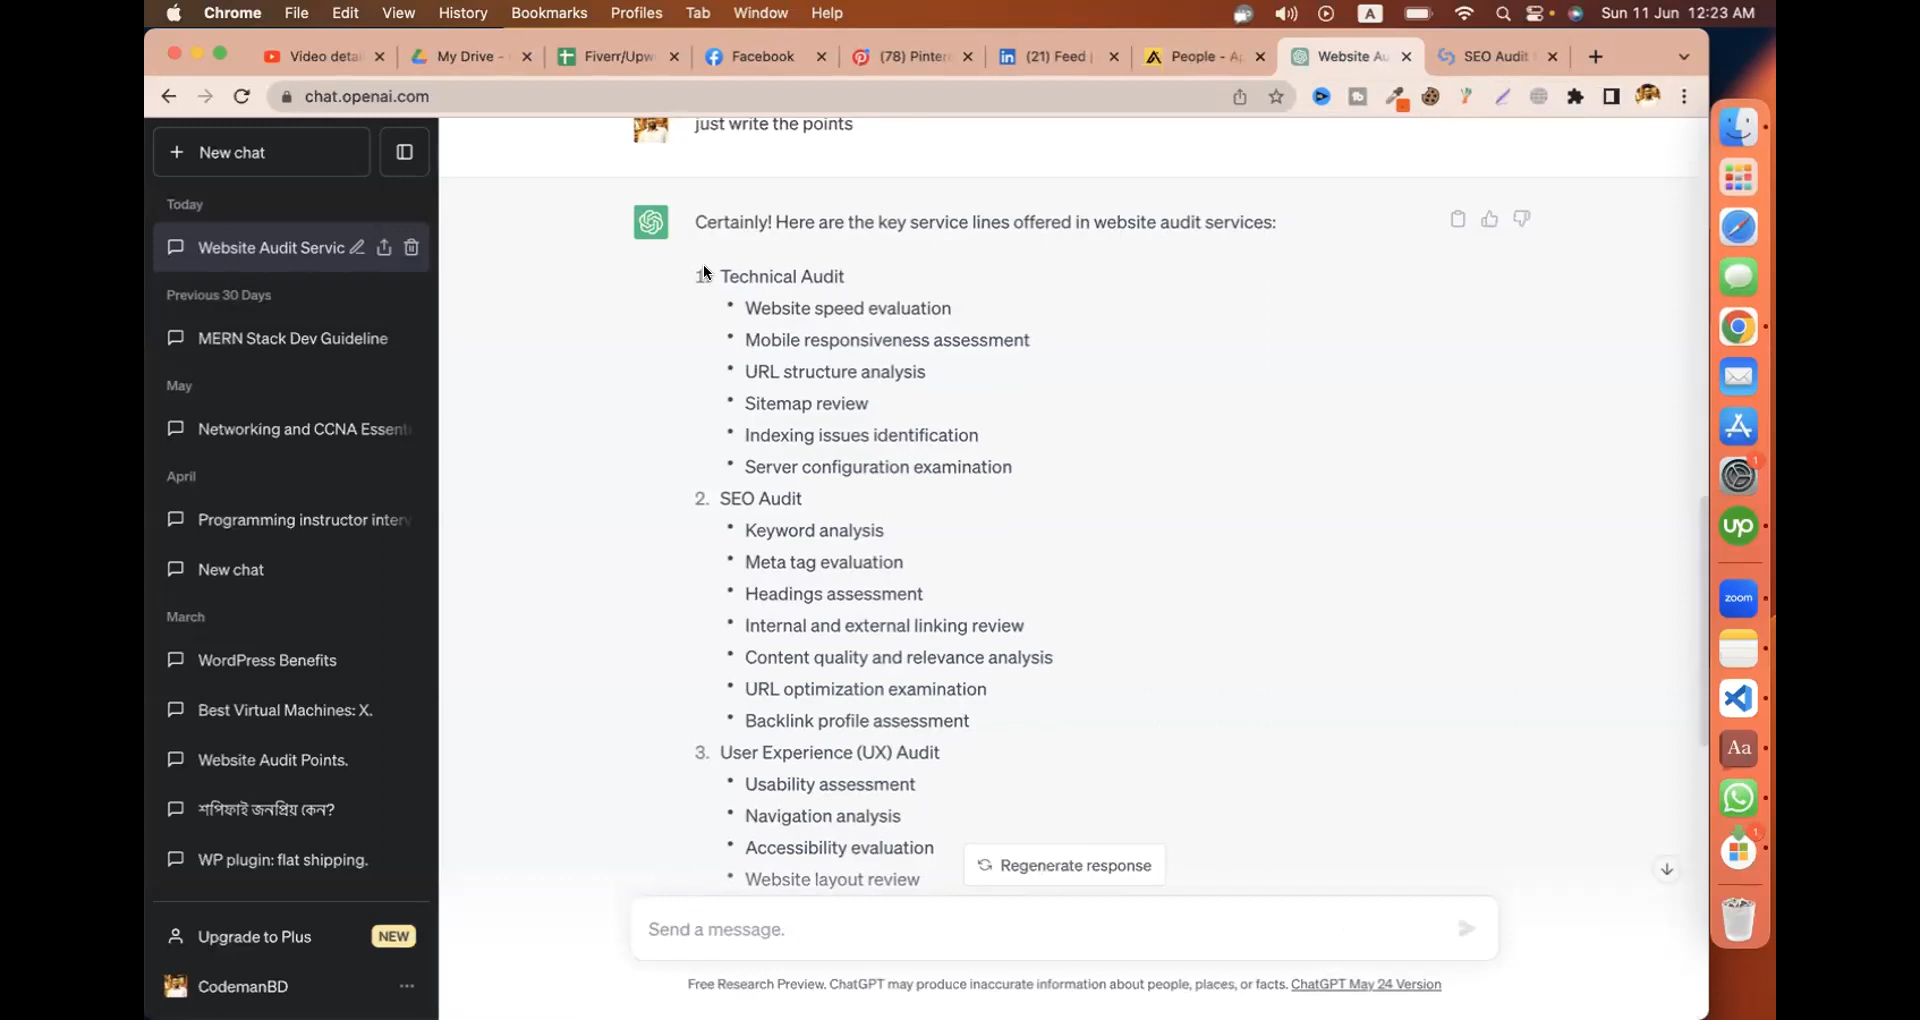 Chrome File Edit View History Bookmarks Profiles Tab Window Help A Sun 11 Jun 12:23 AM
Video detai My Drive - Fiverr/Upw Facebook (78) Pinter (21) Feed | People - Ap Website Au SEO Audit
chat.openai.com
New chat
Today
Website Audit Servic
Previous 30 Days
MERN Stack Dev Guideline
May
Networking and CCNA Essent
April
Programming instructor interv
New chat
March
WordPress Benefits
Best Virtual Machines: X.
Website Audit Points.
শপিফাই জনপ্রিয় কেন?
WP plugin: flat shipping.
Upgrade to Plus NEW
CodemanBD
just write the points
Certainly! Here are the key service lines offered in website audit services:
1. Technical Audit
• Website speed evaluation
• Mobile responsiveness assessment
• URL structure analysis
• Sitemap review
• Indexing issues identification
• Server configuration examination
2. SEO Audit
• Keyword analysis
• Meta tag evaluation
• Headings assessment
• Internal and external linking review
• Content quality and relevance analysis
• URL optimization examination
• Backlink profile assessment
3. User Experience (UX) Audit
• Usability assessment
• Navigation analysis
• Accessibility evaluation
• Website layout review
Regenerate response
Send a message.
Free Research Preview. ChatGPT may produce inaccurate information about people, places, or facts. ChatGPT May 24 Version
1
up
zoom
Aa
1